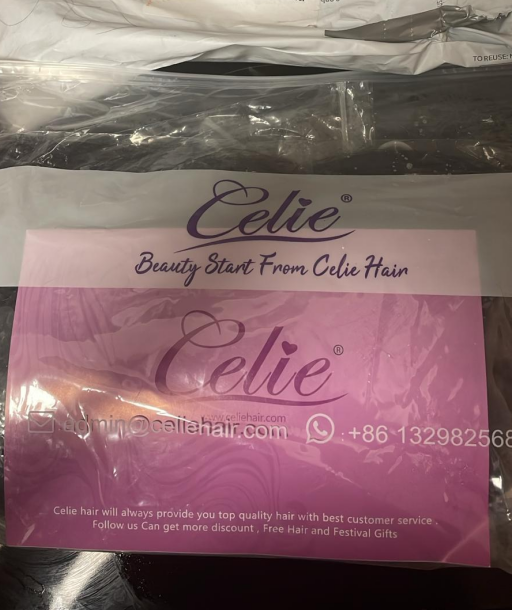 TO REUSE:
Celie®
Beauty Start From Celie Hair
Celie®
www.celiehair.com
admin@celiehair.com +86 132982568
Celie hair will always provide you top quality hair with best customer service .
Follow us Can get more discount , Free Hair and Festival Gifts